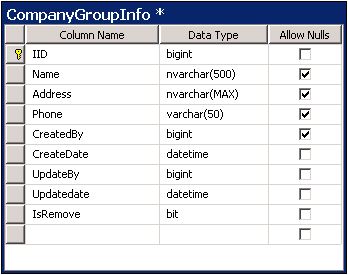 CompanyGroupInfo *
Column Name Data Type Allow Nulls
IID bigint
Name nvarchar(500)
Address nvarchar(MAX)
Phone varchar(50)
CreatedBy bigint
CreateDate datetime
UpdateBy bigint
Updatedate datetime
IsRemove bit